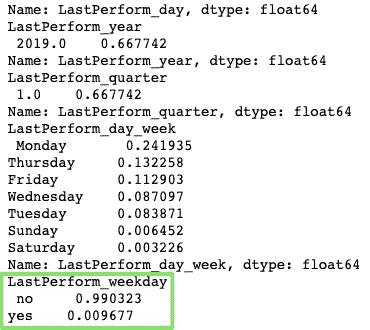 Name: LastPerform_day, dtype: float64
LastPerform_year
2019.0 0.667742
Name: LastPerform_year, dtype: float64
LastPerform_quarter
1.0 0.667742
Name: LastPerform_quarter, dtype: float64
LastPerform_day_week
Monday 0.241935
Thursday 0.132258
Friday 0.112903
Wednesday 0.087097
Tuesday 0.083871
Sunday 0.006452
Saturday 0.003226
Name: LastPerform_day_week, dtype: float64
LastPerform_weekday
no 0.990323
yes 0.009677